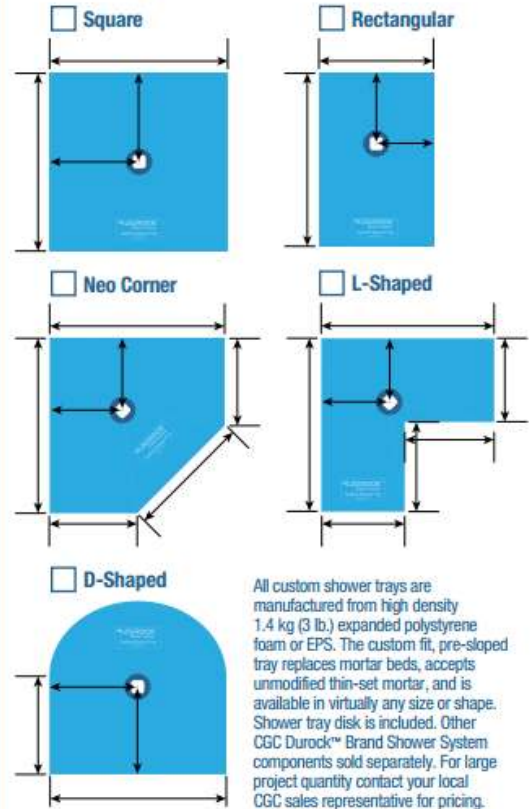 Square
Rectangular
Neo Corner
L-Shaped
D-Shaped
All custom shower trays are
manufactured from high density
1.4 kg (3 lb.) expanded polystyrene
foam or EPS. The custom fit, pre-sloped
tray replaces mortar beds, accepts
unmodified thin-set mortar, and is
available in virtually any size or shape.
Shower tray disk is included. Other
CGC Durock™ Brand Shower System
components sold separately. For large
project quantity contact your local
CGC sales representative for pricing.